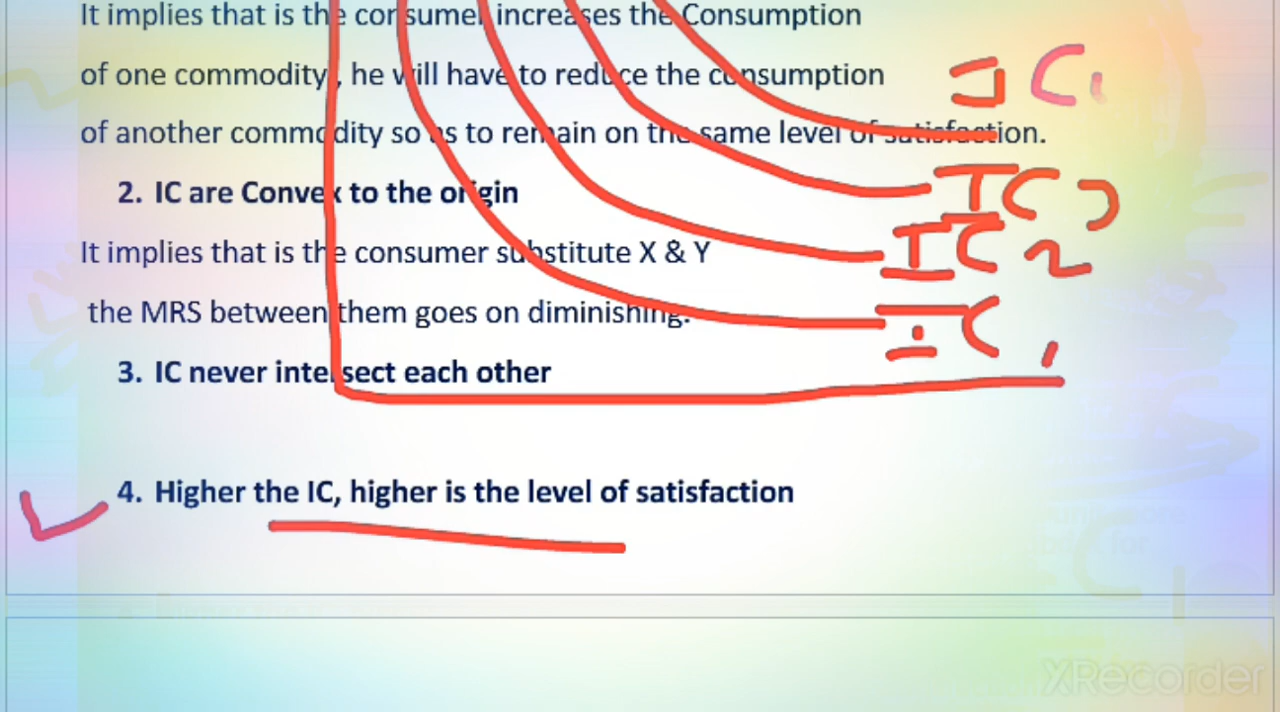 It implies that is the consumer increases the Consumption
of one commodity, he will have to reduce the consumption
of another commodity so as to remain on the same level of satisfaction.
2. IC are Convex to the origin
It implies that is the consumer substitute X & Y
the MRS between them goes on diminishing.
3. IC never intersect each other
4. Higher the IC, higher is the level of satisfaction
IC
IC
IC 2
IC 1
XRecorder